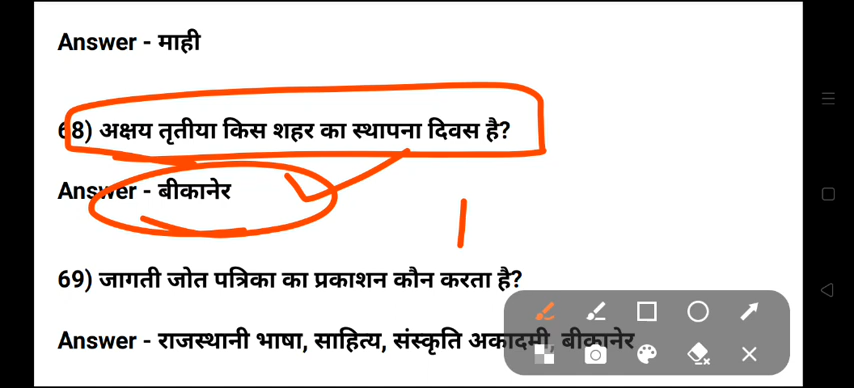 Answer - माही
68) अक्षय तृतीया किस शहर का स्थापना दिवस है?
Answer - बीकानेर
69) जागती जोत पत्रिका का प्रकाशन कौन करता है?
Answer - राजस्थानी भाषा, साहित्य, संस्कृति अकादमी, बीकानेर